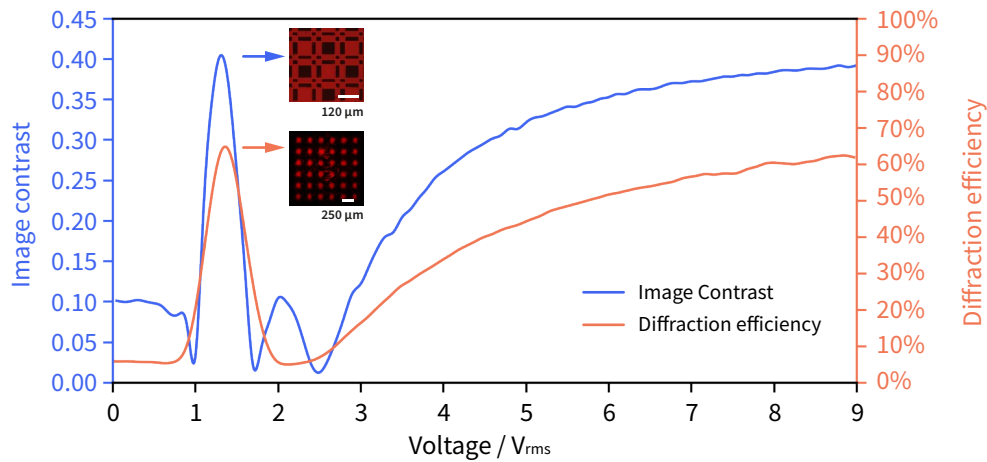 0.45
0.40
0.35
0.30
0.25
0.20
0.15
0.10
0.05
0.00
Image contrast
120 µm
250 µm
Image Contrast
Diffraction efficiency
100%
90%
80%
70%
60%
50%
40%
30%
20%
10%
0%
Diffraction efficiency
0 1 2 3 4 5 6 7 8 9
Voltage / Vrms